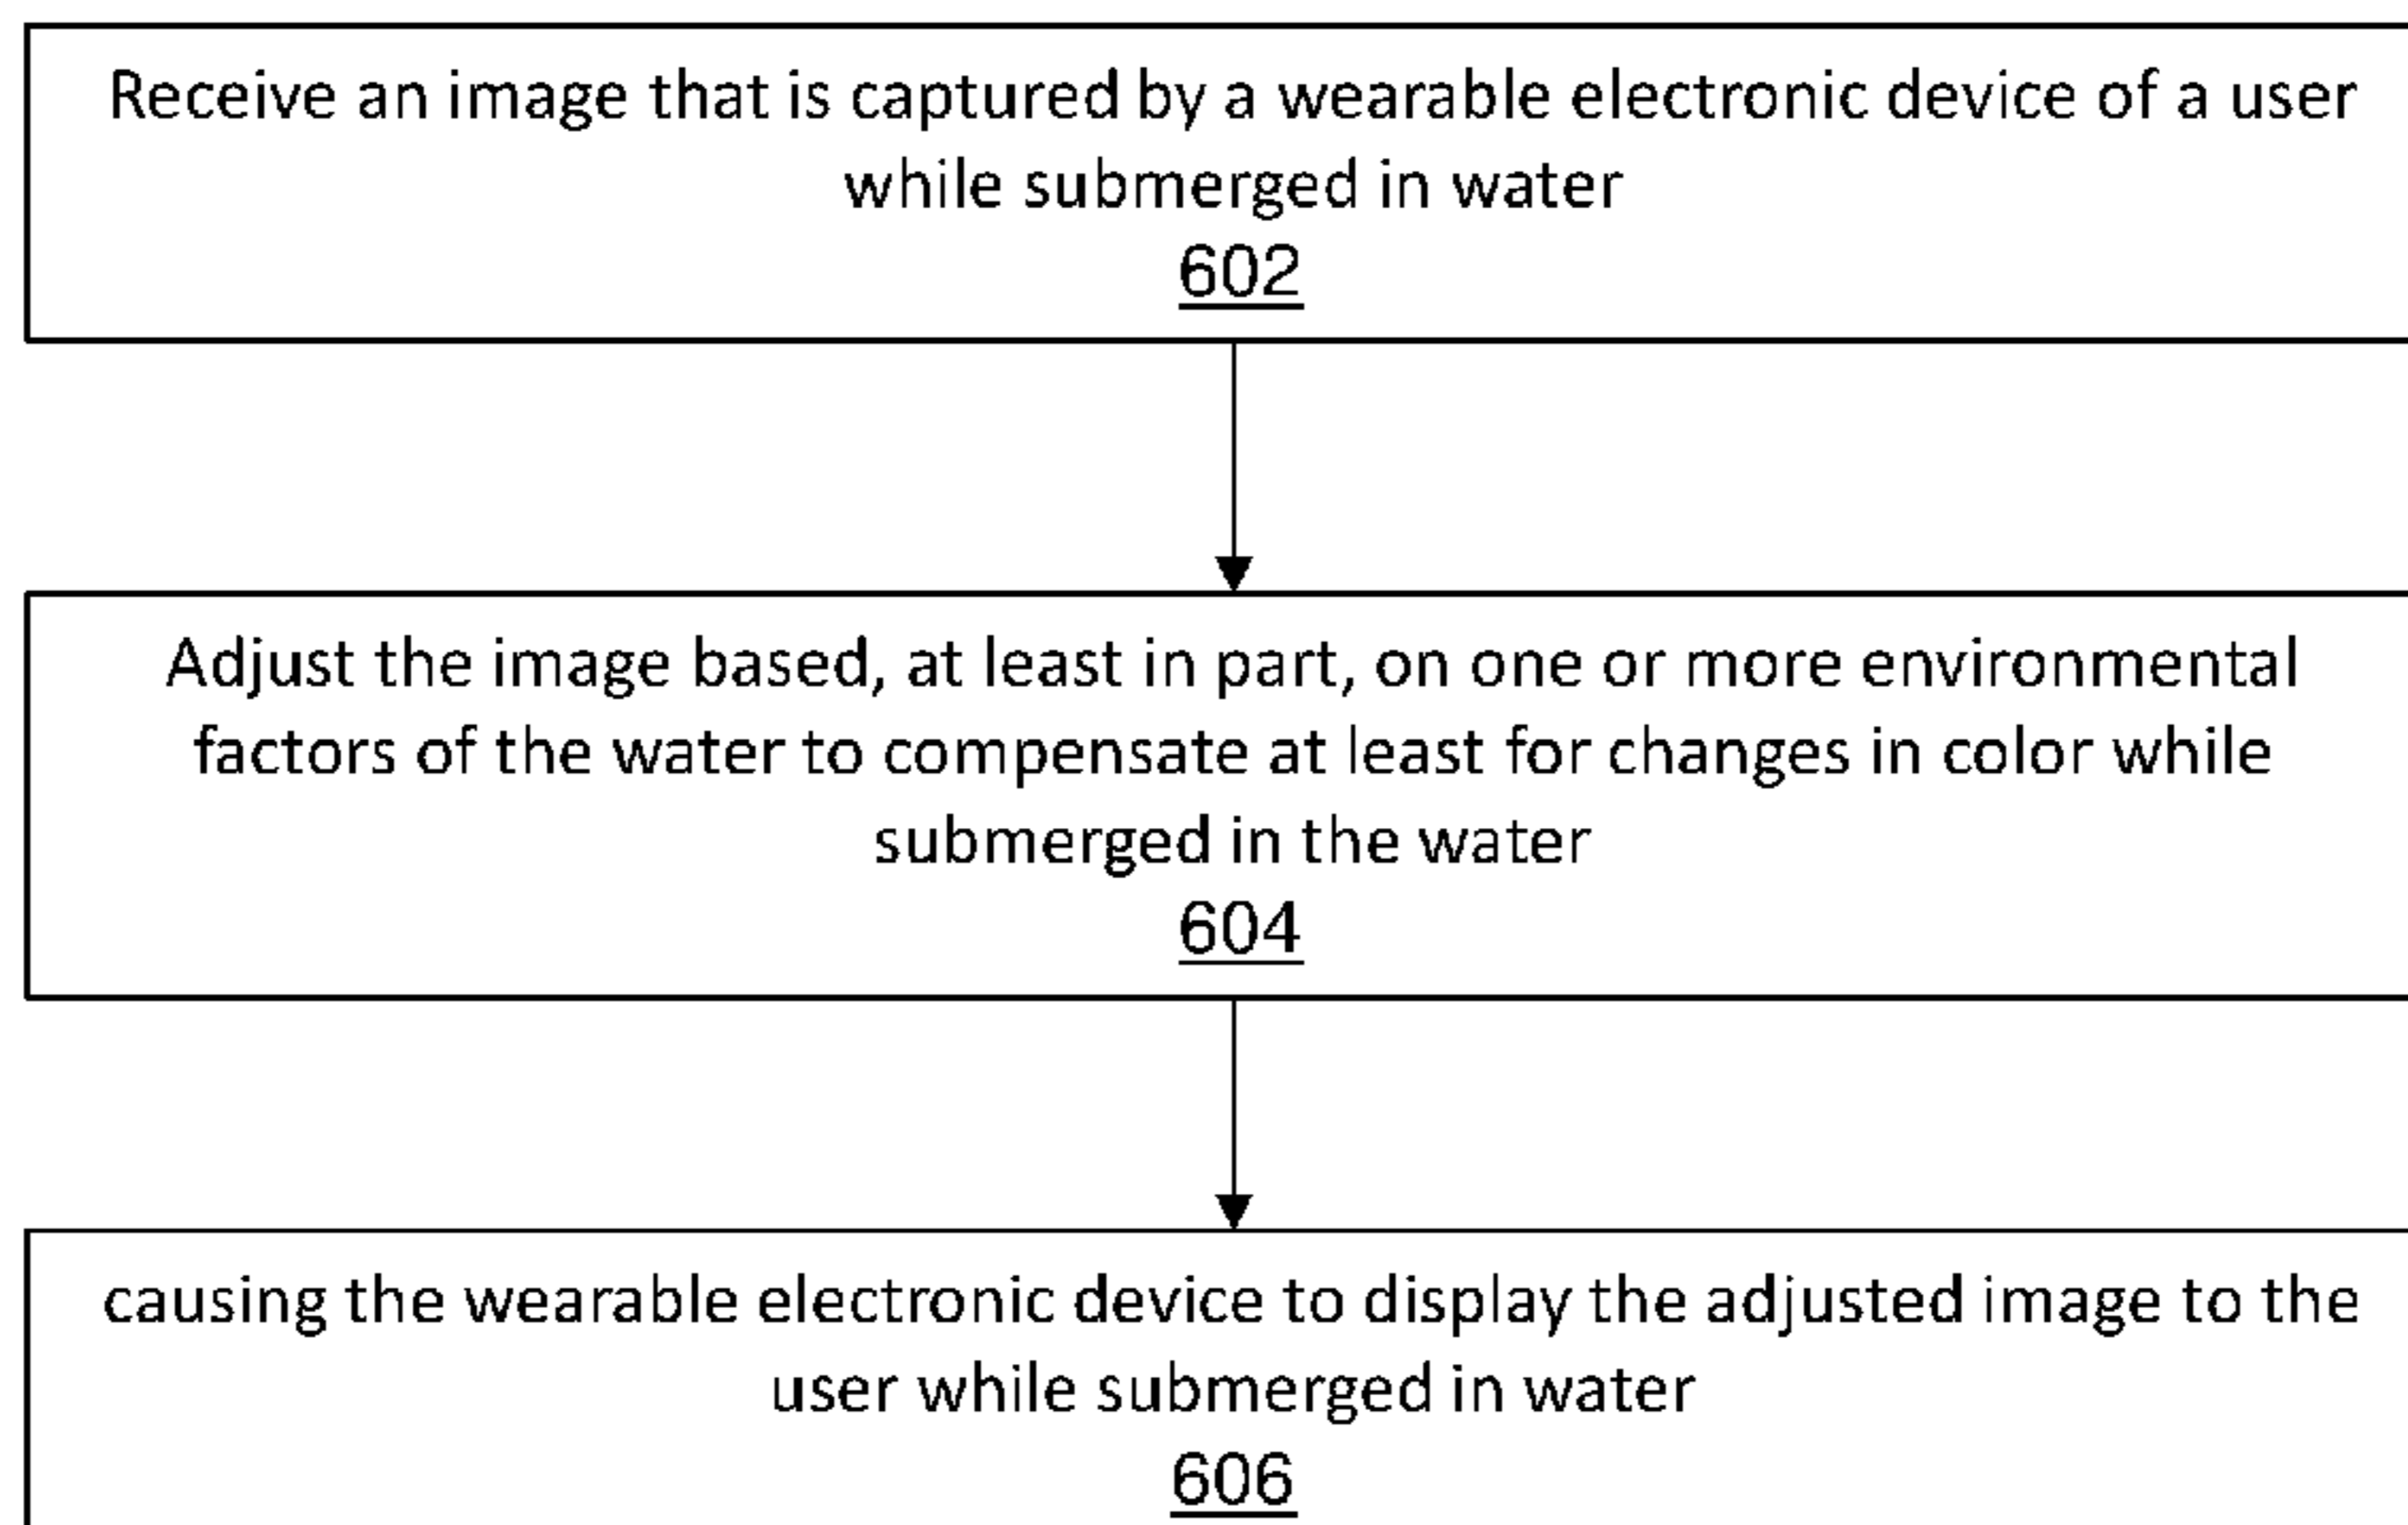 Receive an image that is captured by a wearable electronic device of a user
while submerged in water
602
Adjust the image based, at least in part, on one or more environmental
factors of the water to compensate at least for changes in color while
submerged in the water
604
causing the wearable electronic device to display the adjusted image to the
user while submerged in water
606